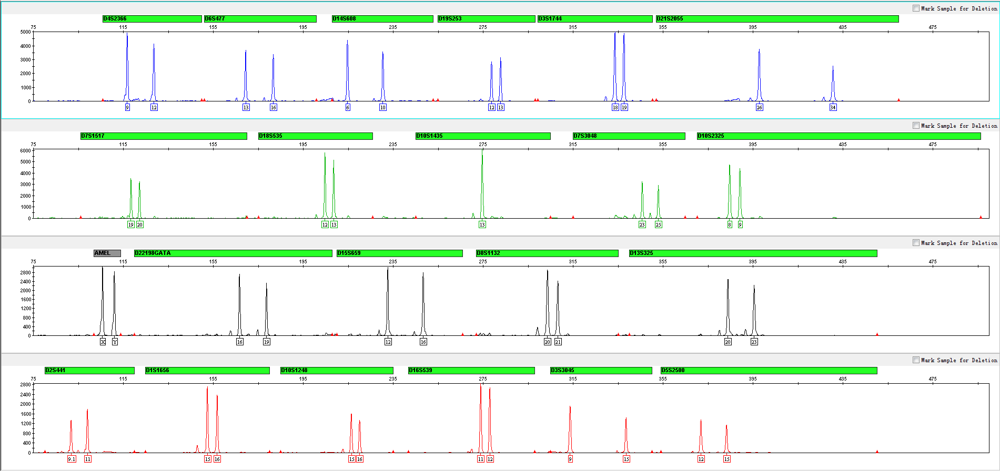 Mark Sample for Deletion
D4S2366 D6S477 D14S608 D19S253 D3S1744 D21S2055
75 115 155 195 235 275 315 355 395 435 475
5000
4000
3000
2000
1000
0
9 12 13 16 6 10 12 13 18 19 26 34
Mark Sample for Deletion
D7S1517 D18S535 D10S1435 D7S3048 D10S2325
75 115 155 195 235 275 315 355 395 435 475
6000
5000
4000
3000
2000
1000
0
19 20 12 13 13 23 25 8 9
Mark Sample for Deletion
AMEL D22198GATA D15S659 D8S1132 D13S325
75 115 155 195 235 275 315 355 395 435 475
2800
2400
2000
1600
1200
800
400
0
X Y 16 19 12 16 20 21 20 23
Mark Sample for Deletion
D2S441 D1S1656 D10S1248 D16S539 D3S3045 D5S2500
75 115 155 195 235 275 315 355 395 435 475
2800
2400
2000
1600
1200
800
400
0
9.1 11 15 16 15 16 11 12 9 15 12 15